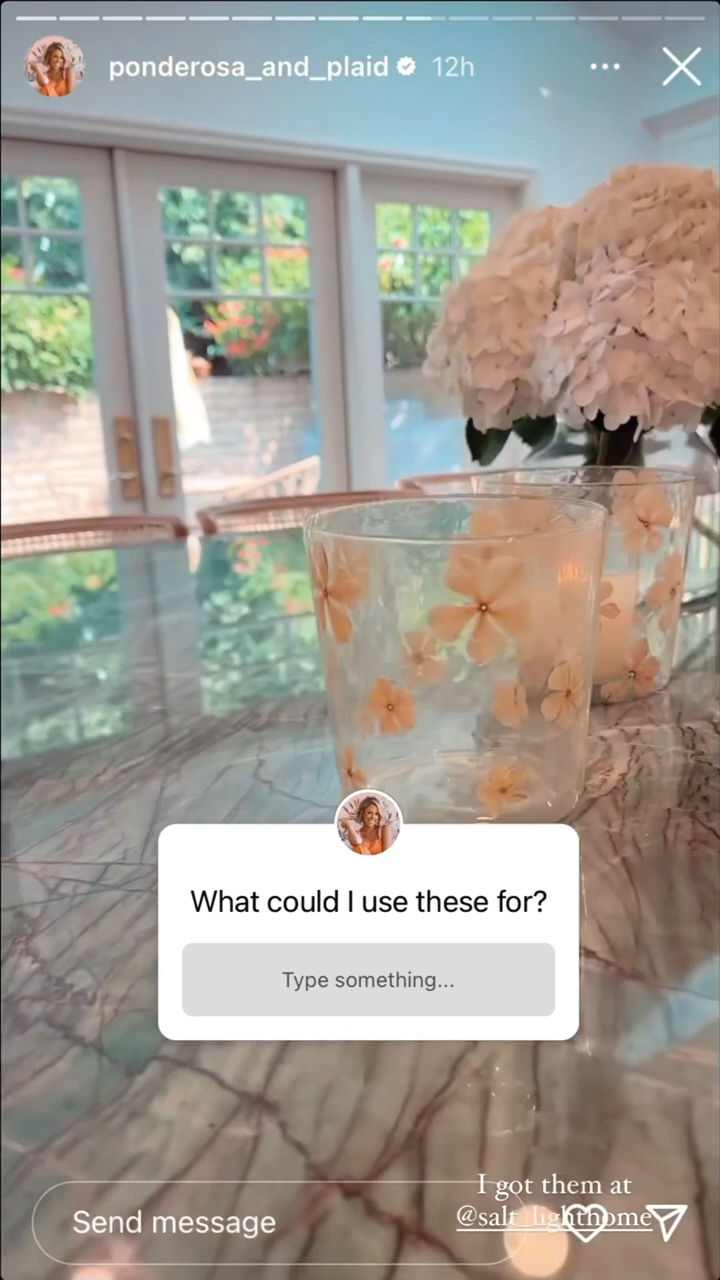 ponderosa_and_plaid 12h
What could I use these for?
Type something...
I got them at
@salt_lighthome
Send message